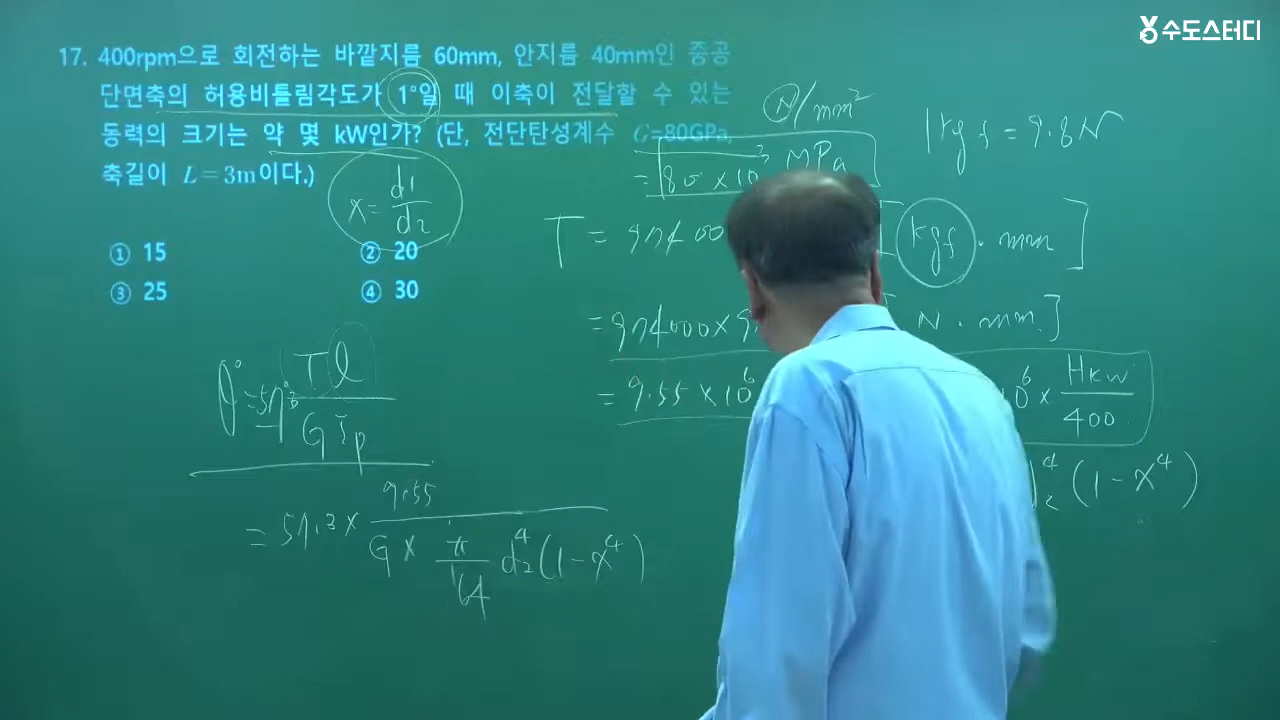 수도스터디
17. 400rpm으로 회전하는 바깥지름 60mm, 안지름 40mm인 중공
단면축의 허용비틀림각도가 1°일 때 이축이 전달할 수 있는
동력의 크기는 약 몇 kW인가? (단, 전단탄성계수 G=80GPa,
축길이 L=3m이다.)
① 15 ② 20
③ 25 ④ 30
x = d1/d2
N/mm²
= 80 × 10³ MPa
1kgf = 9.8N
T = 974 00 [kgf · mm]
= 974000 × 9. N · mm]
= 9.55 × 10⁶ 0⁶ × Hkw/400
θ° = 57.3 Tl/G Ip
= 57.3 × 9.55/G × π/64 d2⁴(1 - x⁴)
2⁴ (1 - x⁴)